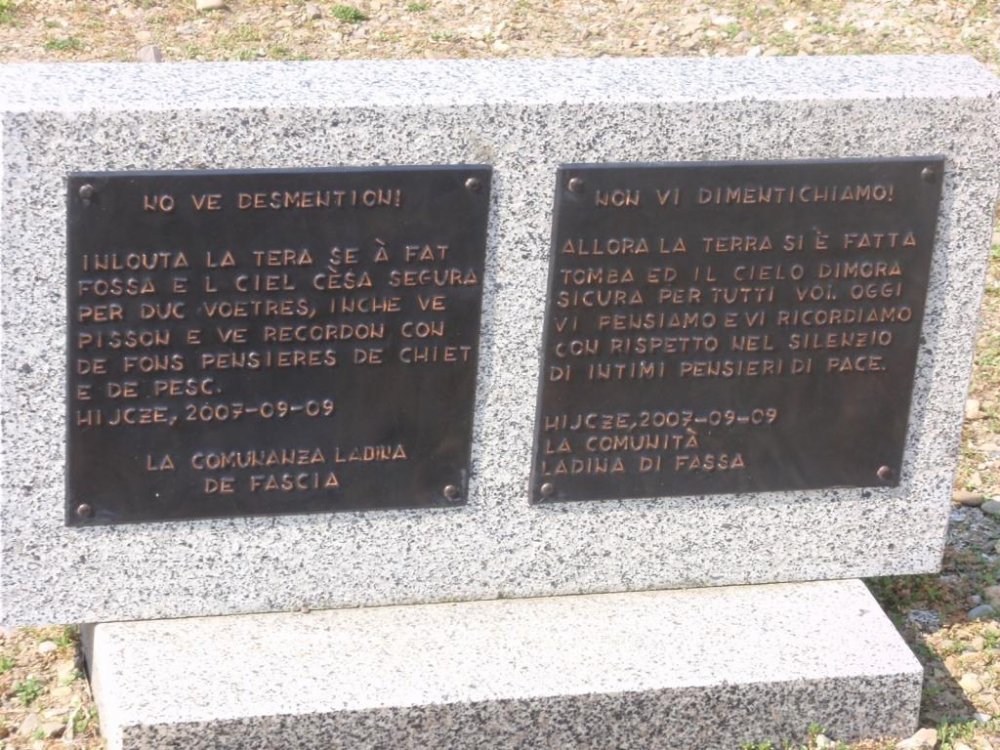 NO VE DESMENTION!
INLOUTA LA TERA SE À FAT
FOSSA E L CIEL CÈSA SEGURA
PER DUC VOETRES, INCHE VE
PISSON E VE RECORDON CON
DE FONS PENSIERES DE CHIET
E DE PESC.
HIJCZE, 2007-09-09
LA COMUNANZA LADINA
DE FASCIA
NON VI DIMENTICHIAMO!
ALLORA LA TERRA SI È FATTA
TOMBA ED IL CIELO DIMORA
SICURA PER TUTTI VOI. OGGI
VI PENSIAMO E VI RICORDIAMO
CON RISPETTO NEL SILENZIO
DI INTIMI PENSIERI DI PACE.
HIJCZE, 2007-09-09
LA COMUNITÀ
LADINA DI FASSA